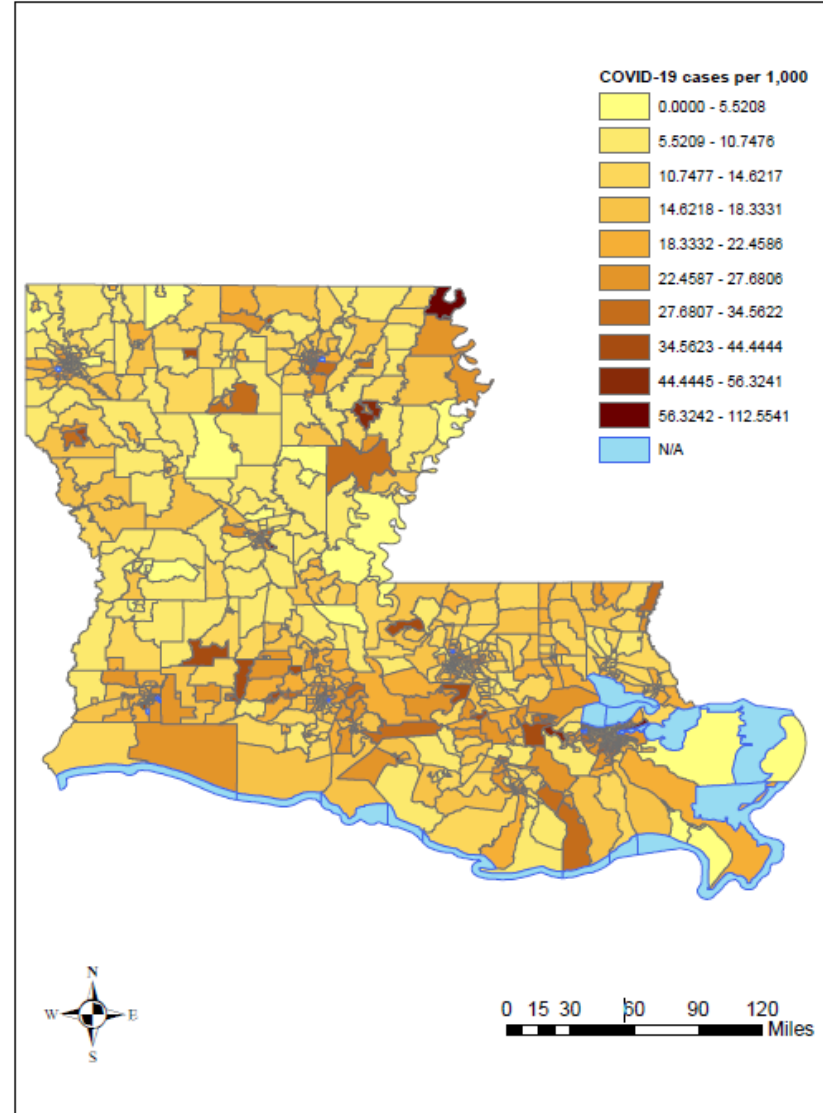 COVID-19 cases per 1,000
0.0000 - 5.5208
5.5209 - 10.7476
10.7477 - 14.6217
14.6218 - 18.3331
18.3332 - 22.4586
22.4587 - 27.6806
27.6807 - 34.5622
34.5623 - 44.4444
44.4445 - 56.3241
56.3242 - 112.5541
N/A
N
W E
S
0 15 30 60 90 120
Miles